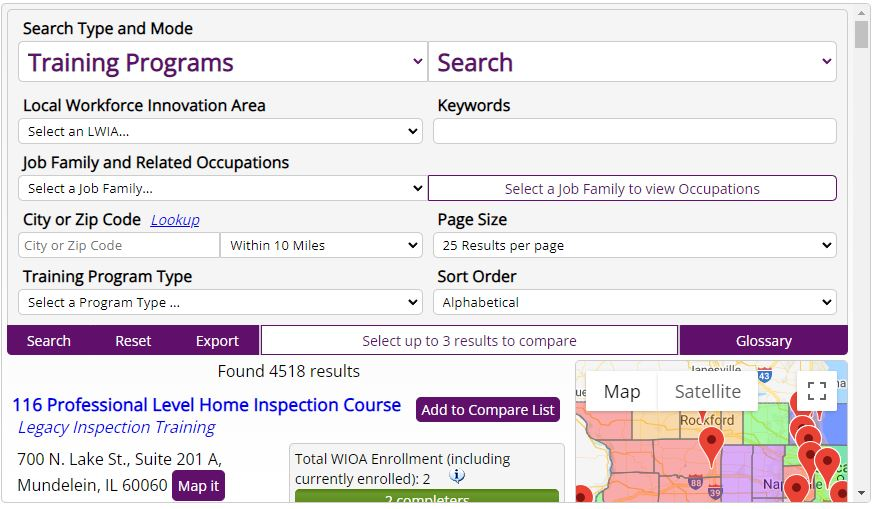 Search Type and Mode
Training Programs Search
Local Workforce Innovation Area Keywords
Select an LWIA...
Job Family and Related Occupations
Select a Job Family... Select a Job Family to view Occupations
City or Zip Code Lookup Page Size
City or Zip Code Within 10 Miles 25 Results per page
Training Program Type Sort Order
Select a Program Type ... Alphabetical
Search Reset Export Select up to 3 results to compare Glossary
Found 4518 results
116 Professional Level Home Inspection Course Add to Compare List
Legacy Inspection Training
700 N. Lake St., Suite 201 A,
Mundelein, IL 60060 Map it
Total WIOA Enrollment (including
currently enrolled): 2
2 completers
Janesville
43
Map Satellite
Rockford
88
39